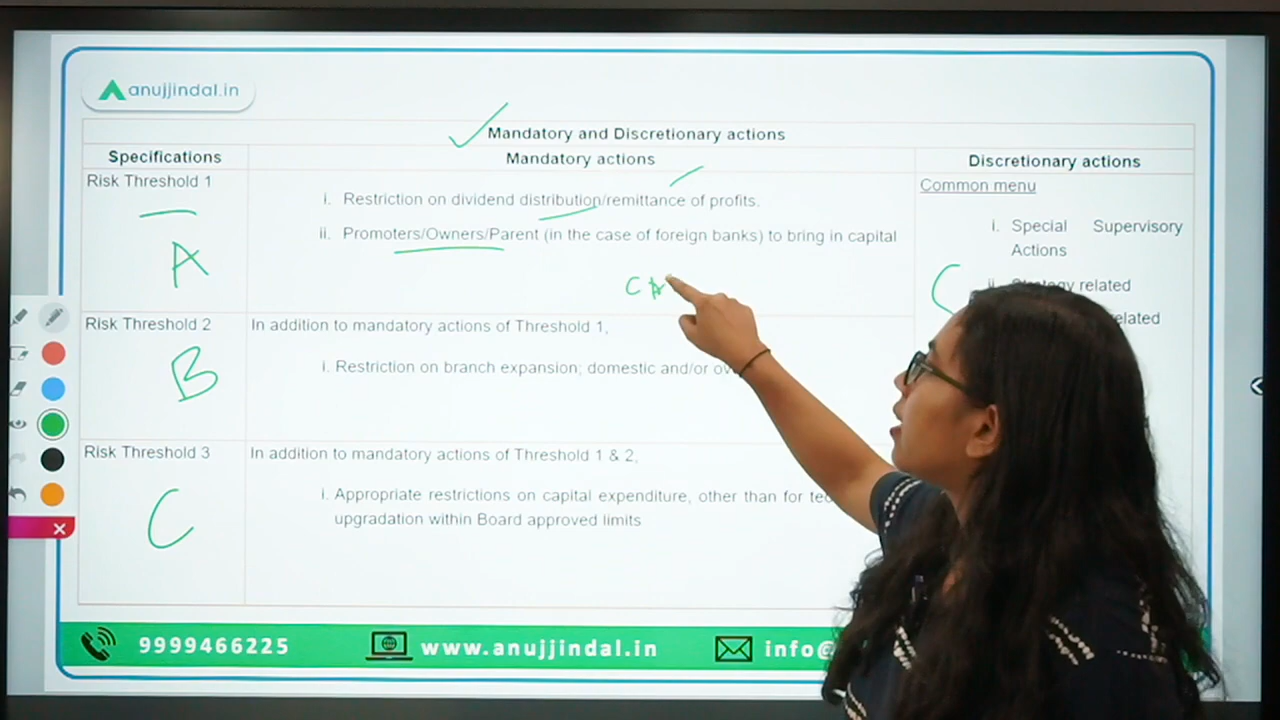 anujjindal.in
Mandatory and Discretionary actions
Specifications
Mandatory actions
Discretionary actions
Risk Threshold 1
i. Restriction on dividend distribution/remittance of profits.
ii. Promoters/Owners/Parent (in the case of foreign banks) to bring in capital
A
CA
Common menu
i. Special Supervisory
Actions
related
related
C
Risk Threshold 2
In addition to mandatory actions of Threshold 1,
i. Restriction on branch expansion; domestic and/or
B
Risk Threshold 3
In addition to mandatory actions of Threshold 1 & 2,
i. Appropriate restrictions on capital expenditure, other than for
upgradation within Board approved limits
C
9999466225
www.anujjindal.in
info@